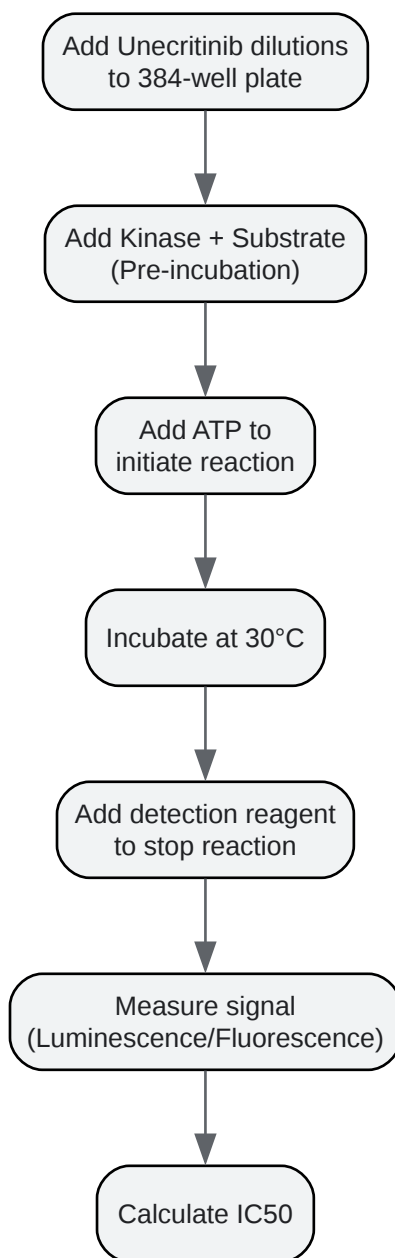 Add Unecritinib dilutions
to 384-well plate
Add Kinase + Substrate
(Pre-incubation)
Add ATP to
initiate reaction
Incubate at 30°C
Add detection reagent
to stop reaction
Measure signal
(Luminescence/Fluorescence)
Calculate IC50